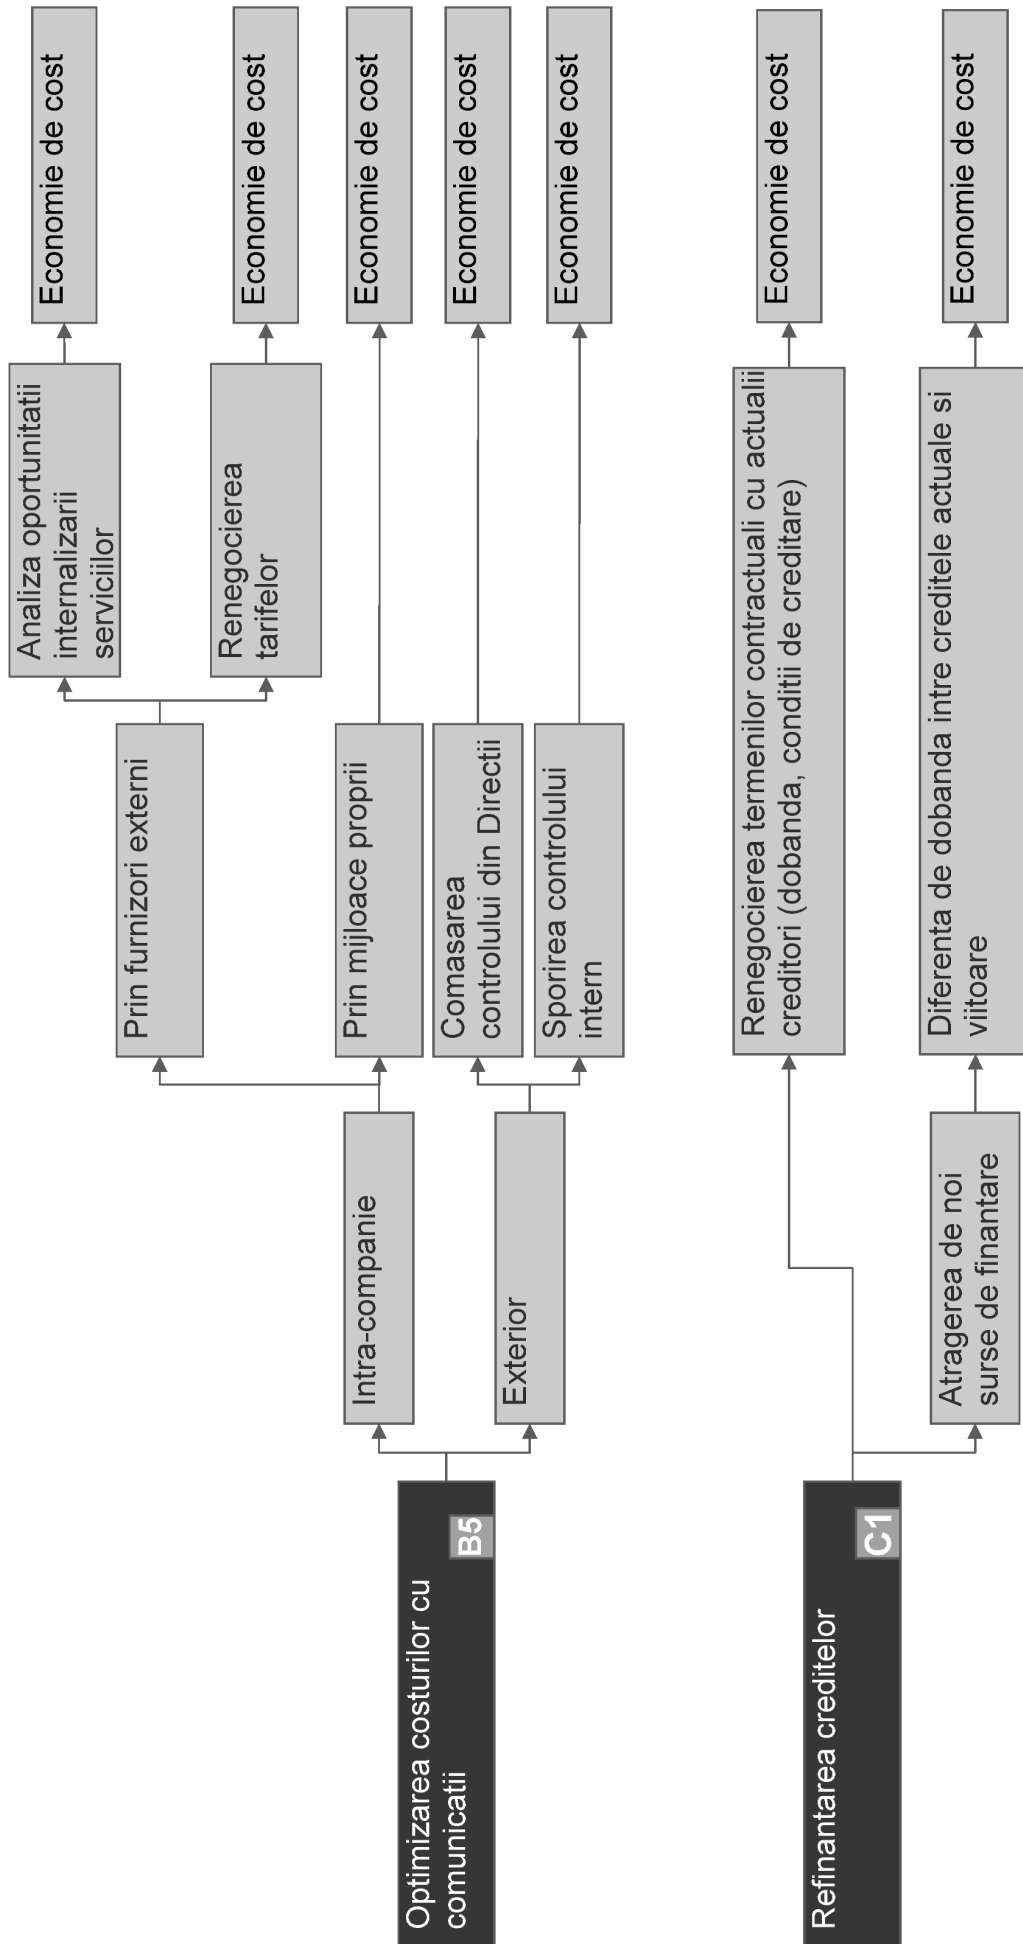 Optimizarea costurilor cu
comunicatii
B5
Intra-companie
Exterior
Prin furnizori externi
Prin mijloace proprii
Comasarea
controlului din Directii
Sporirea controlului
intern
Analiza oportunitatii
internalizarii
serviciilor
Renegocierea
tarifelor
Economie de cost
Economie de cost
Economie de cost
Economie de cost
Economie de cost
Refinantarea creditelor
C1
Atragerea de noi
surse de finantare
Renegocierea termenilor contractuali cu actualii
creditori (dobanda, conditii de creditare)
Diferenta de dobanda intre creditele actuale si
viitoare
Economie de cost
Economie de cost